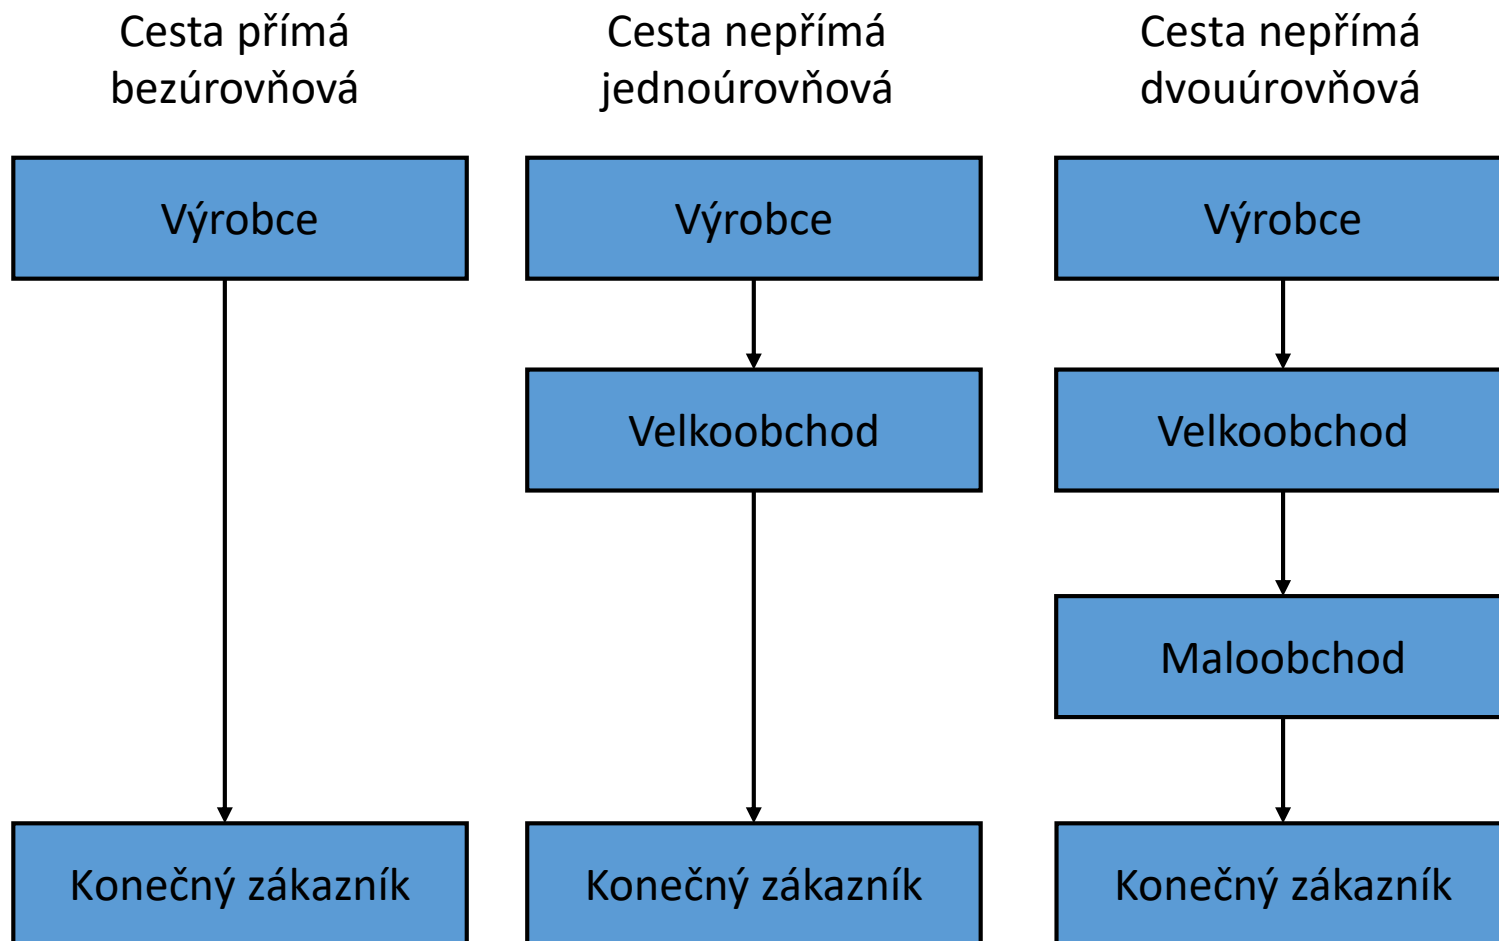 Cesta přímá
bezúrovňová
Cesta nepřímá
jednoúrovňová
Cesta nepřímá
dvouúrovňová
Výrobce
Výrobce
Výrobce
Velkoobchod
Velkoobchod
Maloobchod
Konečný zákazník
Konečný zákazník
Konečný zákazník